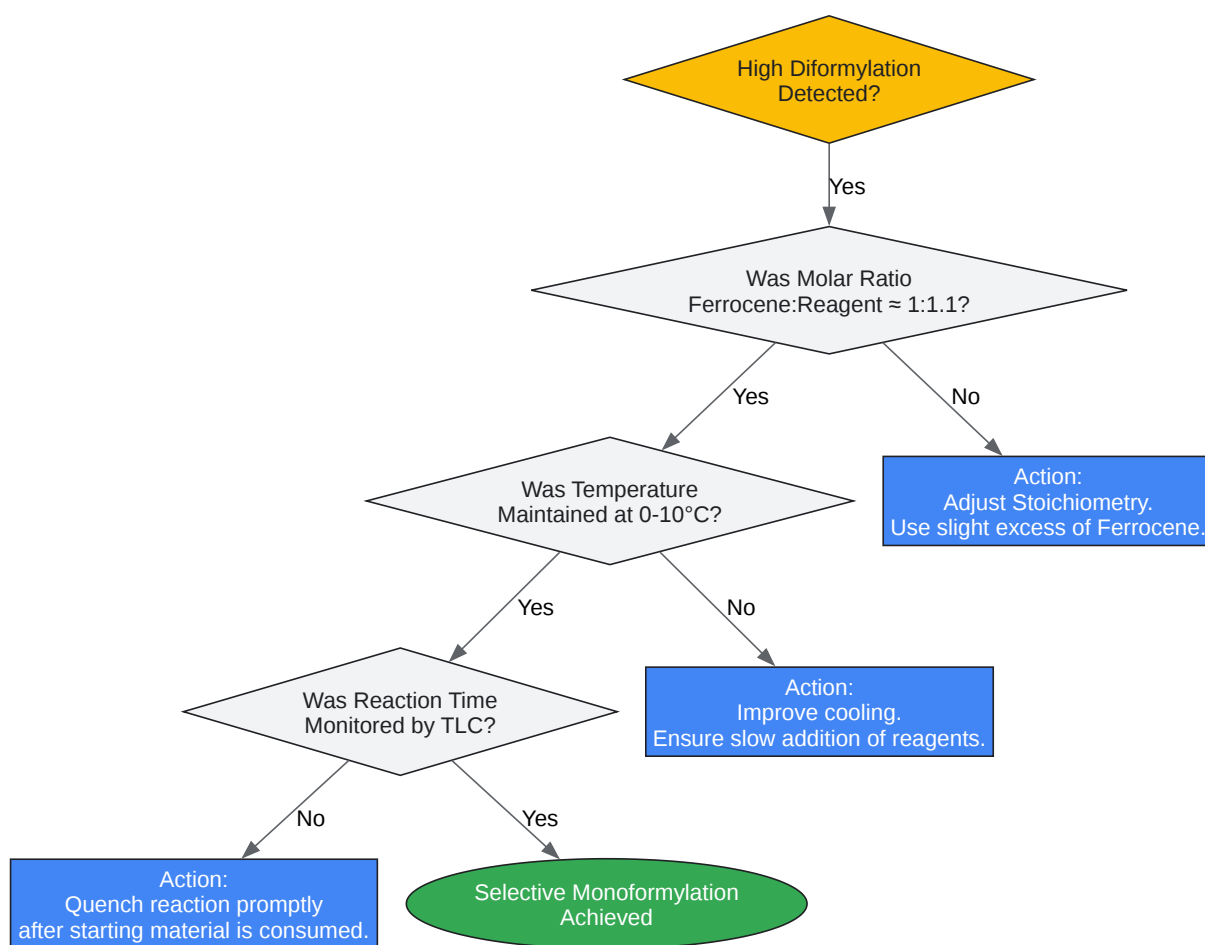 High Diformylation
Detected?
Yes
Was Molar Ratio
Ferrocene:Reagent ≈ 1:1.1?
Yes
No
Was Temperature
Maintained at 0-10°C?
Action:
Adjust Stoichiometry.
Use slight excess of Ferrocene.
Yes
No
Was Reaction Time
Monitored by TLC?
Action:
Improve cooling.
Ensure slow addition of reagents.
No
Yes
Action:
Quench reaction promptly
after starting material is consumed.
Selective Monoformylation
Achieved